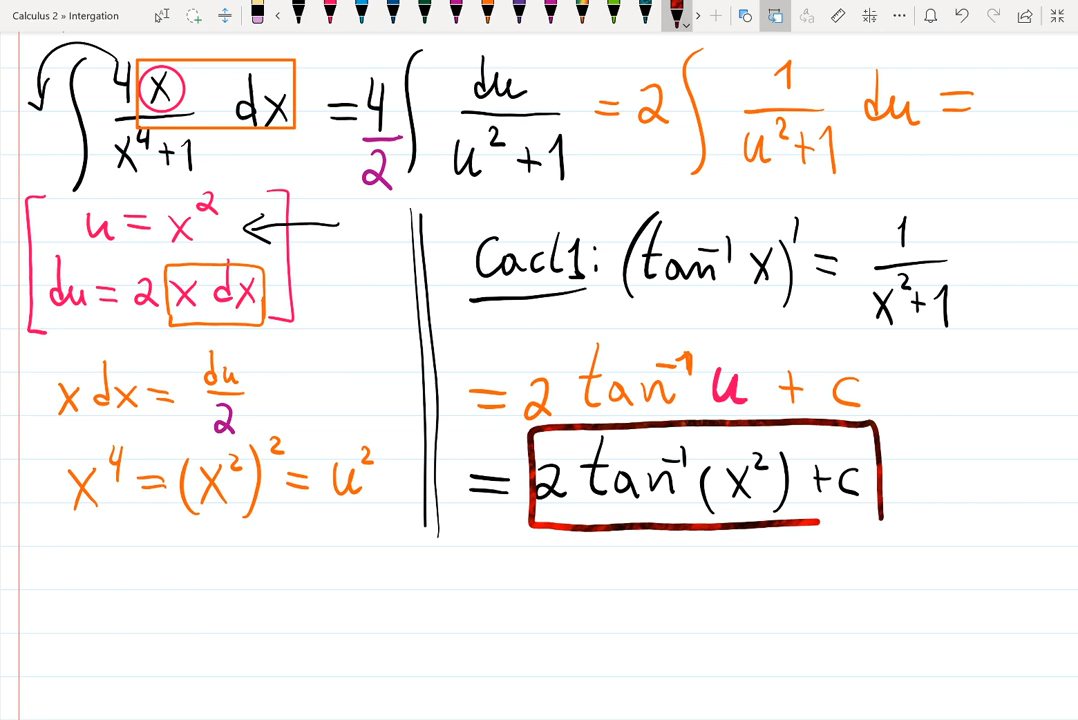 Calculus 2 » Intergation
∫ 4x / (x⁴+1) dx = 4/2 ∫ du / (u²+1) = 2 ∫ 1 / (u²+1) du =
[ u = x² ←
du = 2 x dx ]
x dx = du/2
x⁴ = (x²)² = u²
Cacl1: (tan⁻¹ x)' = 1 / (x²+1)
= 2 tan⁻¹ u + c
= 2 tan⁻¹(x²) + c